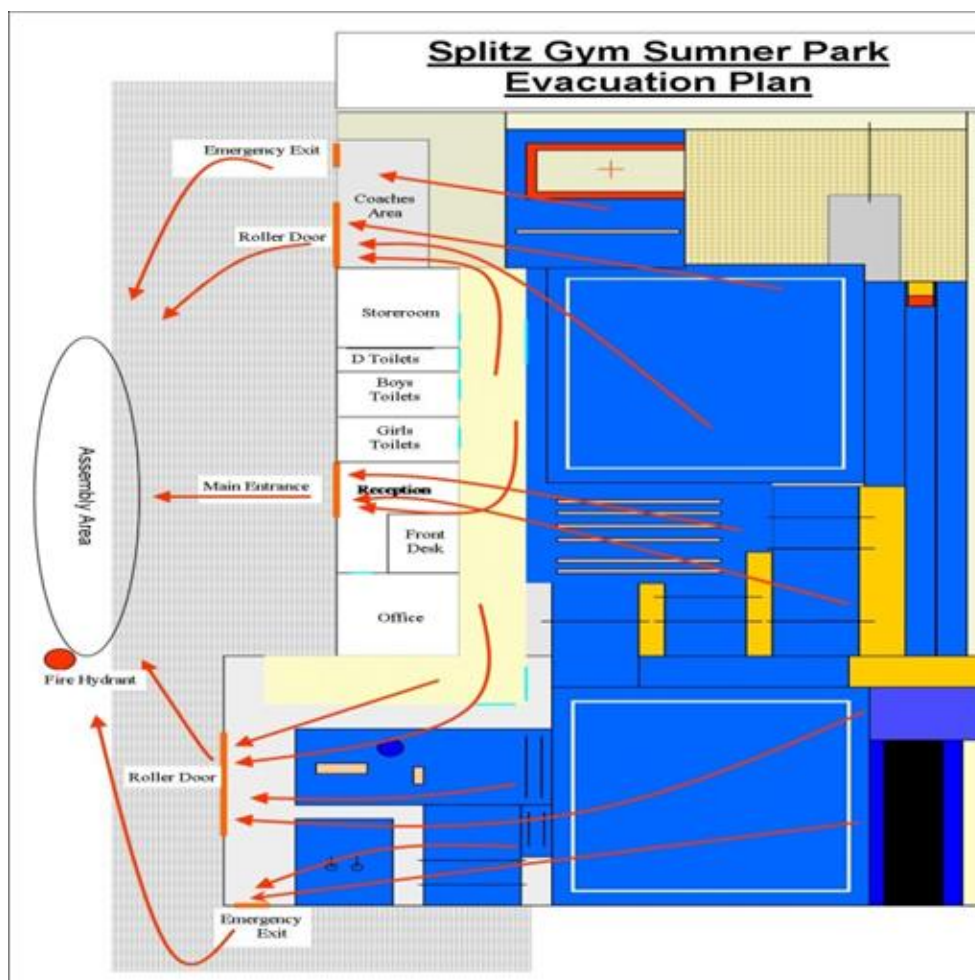 Splitz Gym Sumner Park
Evacuation Plan
Emergency Exit
Coaches
Area
Roller Door
Storeroom
D Toilets
Boys
Toilets
Girls
Toilets
Assembly Area
Main Entrance
Reception
Front
Desk
Office
Fire Hydrant
Roller Door
Emergency
Exit